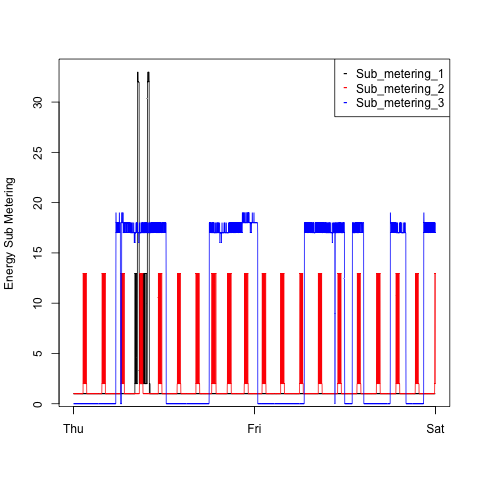 Sub_metering_1
Sub_metering_2
Sub_metering_3
Energy Sub Metering
30
25
20
15
10
5
0
Thu Fri Sat